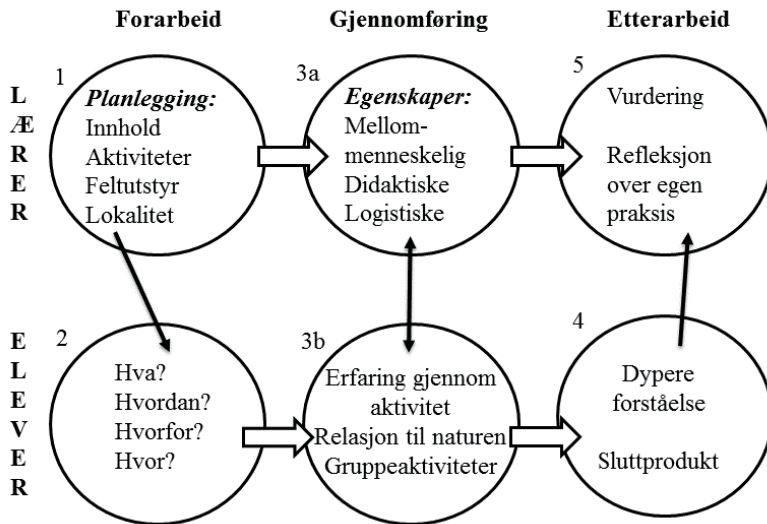 Forarbeid
Gjennomføring
Etterarbeid
LÆRER
1
Planlegging:
Innhold
Aktiviteter
Feltutstyr
Lokalitet
3a
Egenskaper:
Mellom-
menneskelig
Didaktiske
Logistiske
5
Vurdering
Refleksjon
over egen
praksis
ELEVER
2
Hva?
Hvordan?
Hvorfor?
Hvor?
3b
Erfaring gjennom
aktivitet
Relasjon til naturen
Gruppeaktiviteter
4
Dypere
forståelse
Sluttprodukt